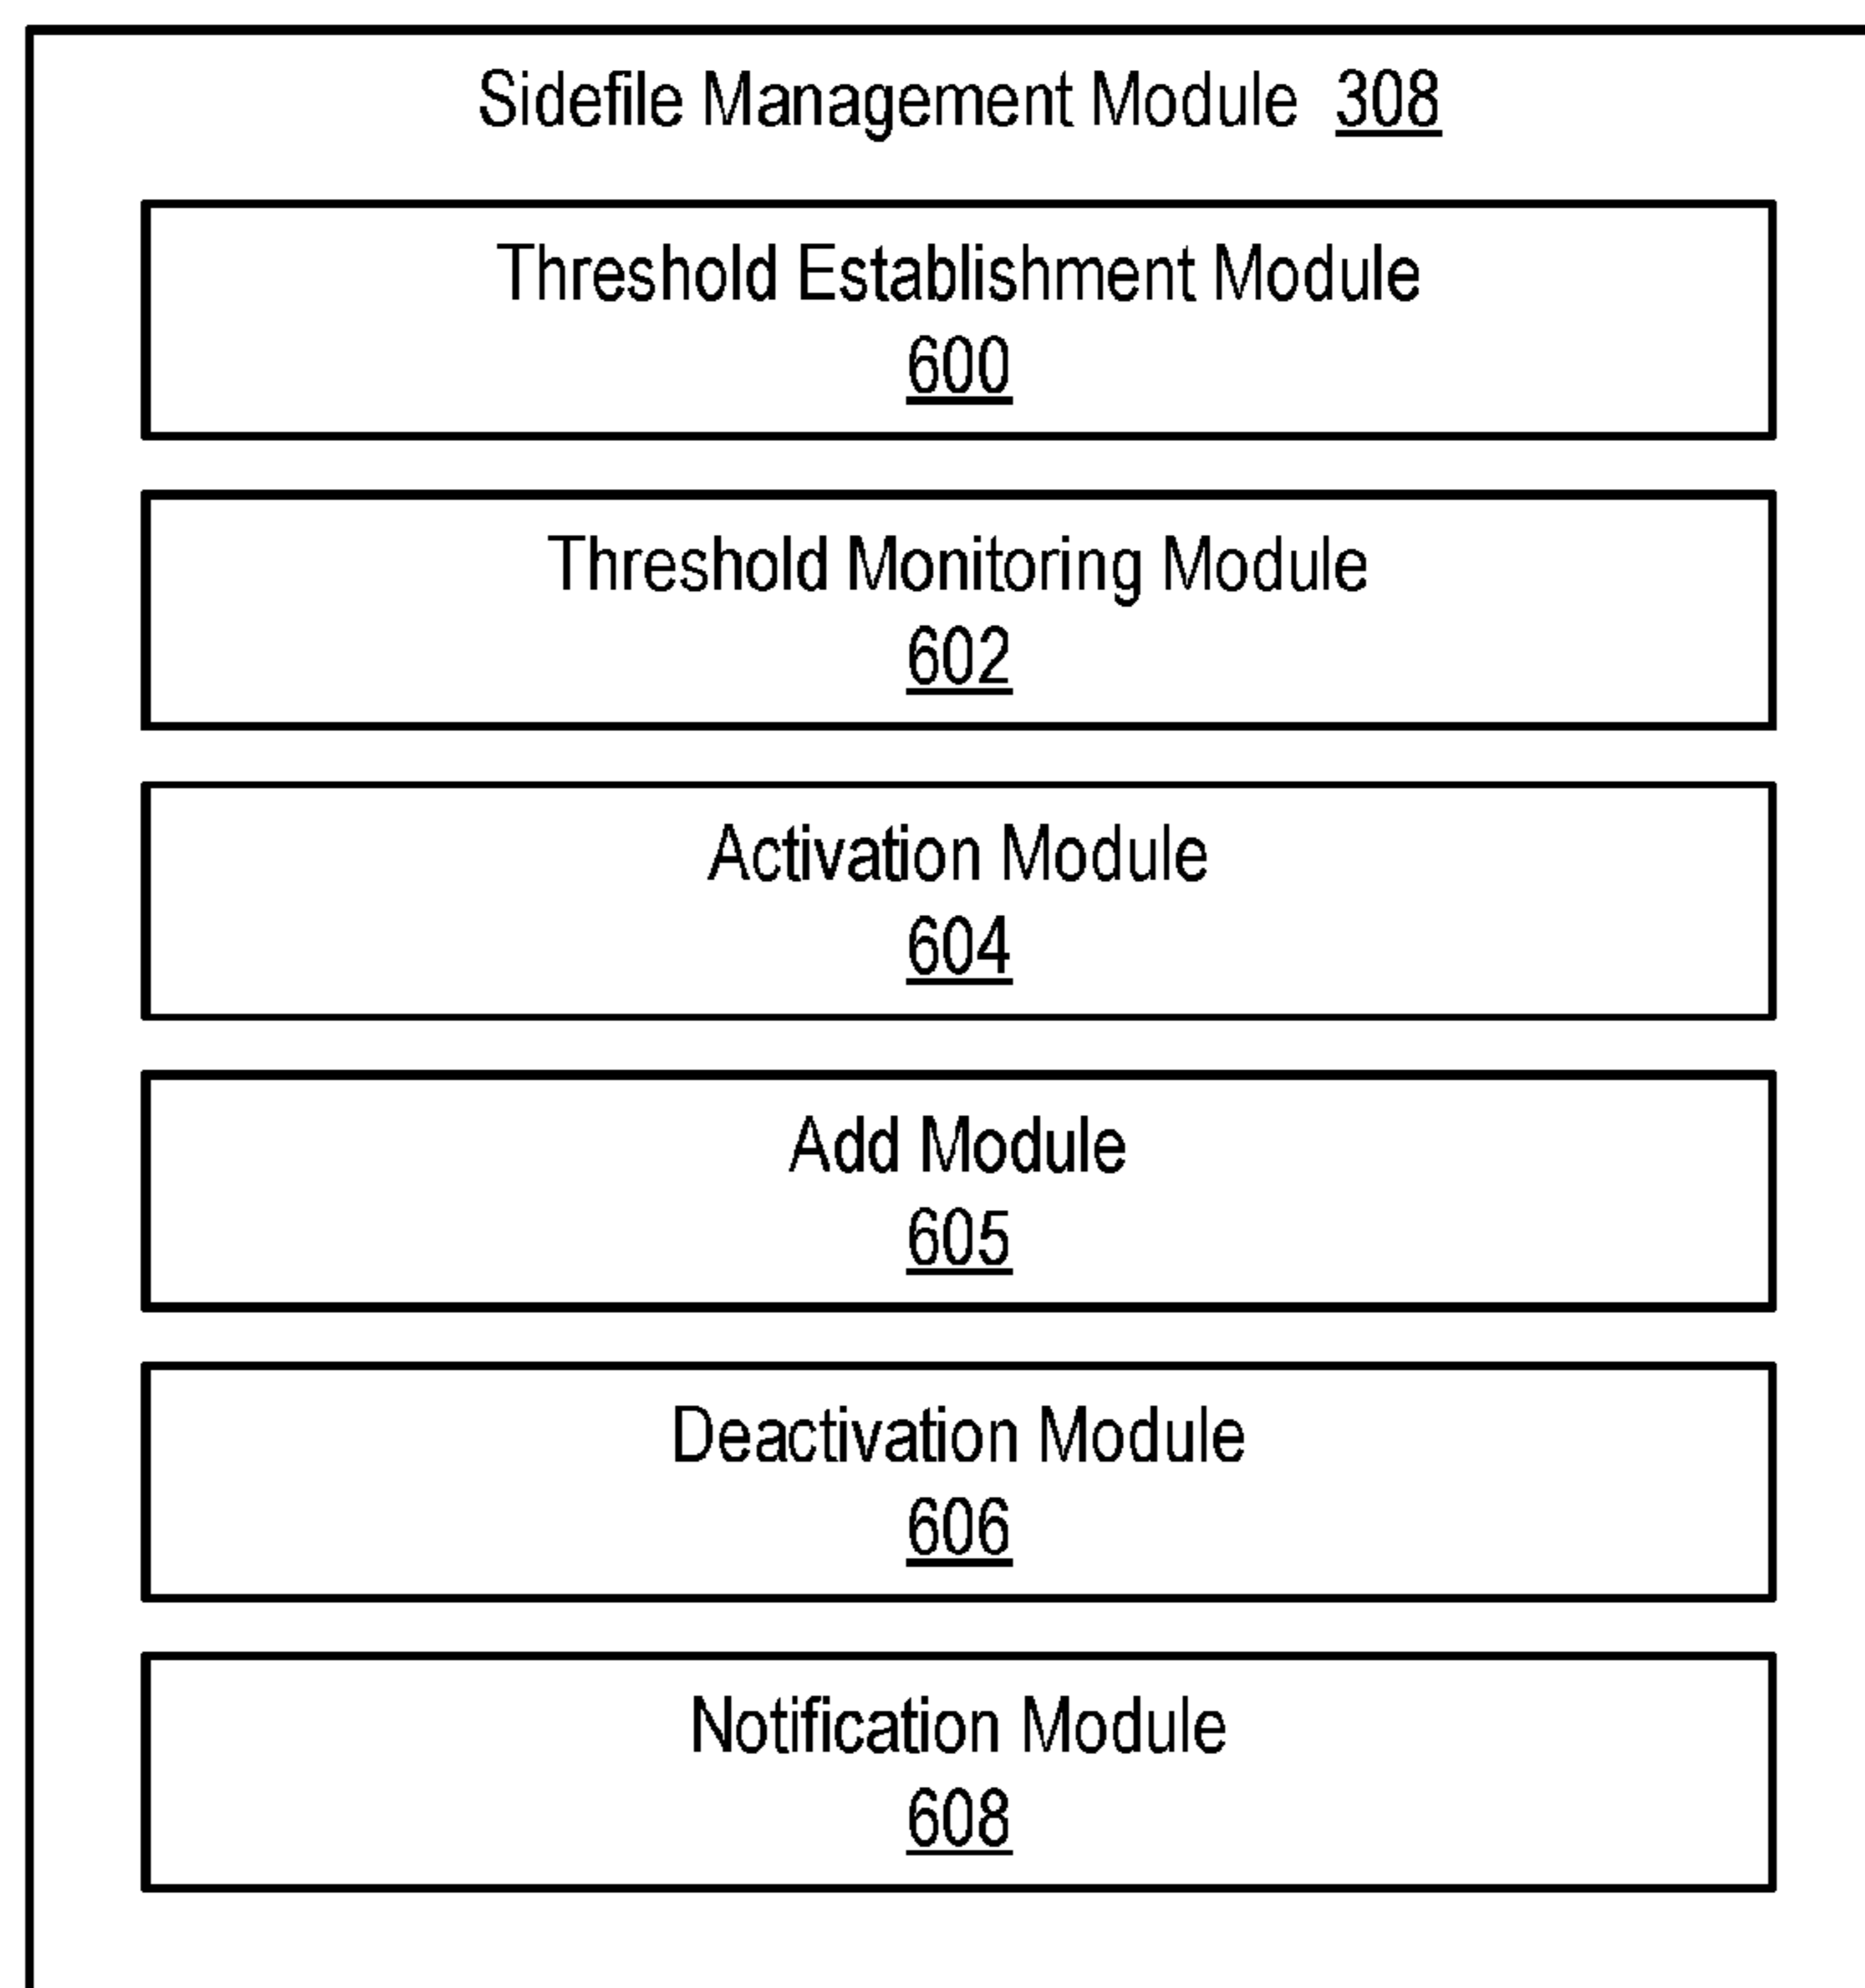 Sidefile Management Module 308
Threshold Establishment Module
600
Threshold Monitoring Module
602
Activation Module
604
Add Module
605
Deactivation Module
606
Notification Module
608